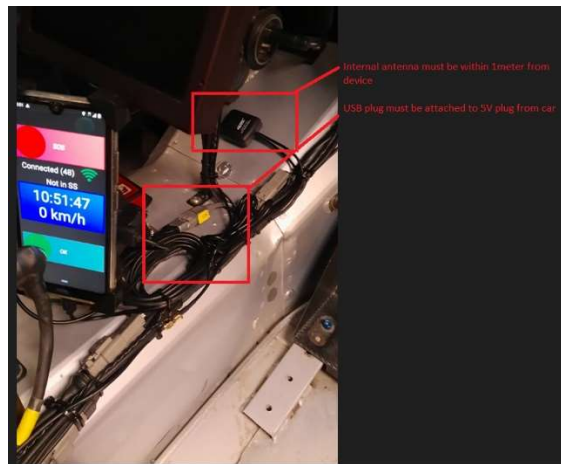 Internal antenna must be within 1meter from
device
USB plug must be attached to 5V plug from car
SOS
Connected (48)
Not in SS
10:51:47
0 km/h
OK